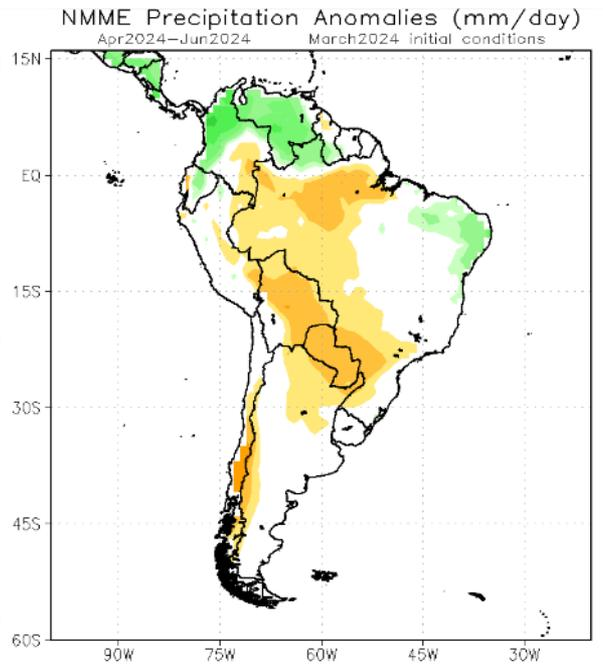 NMME Precipitation Anomalies (mm/day)
Apr2024–Jun2024 March2024 initial conditions
15N
EQ
15S
30S
45S
60S
90W 75W 60W 45W 30W